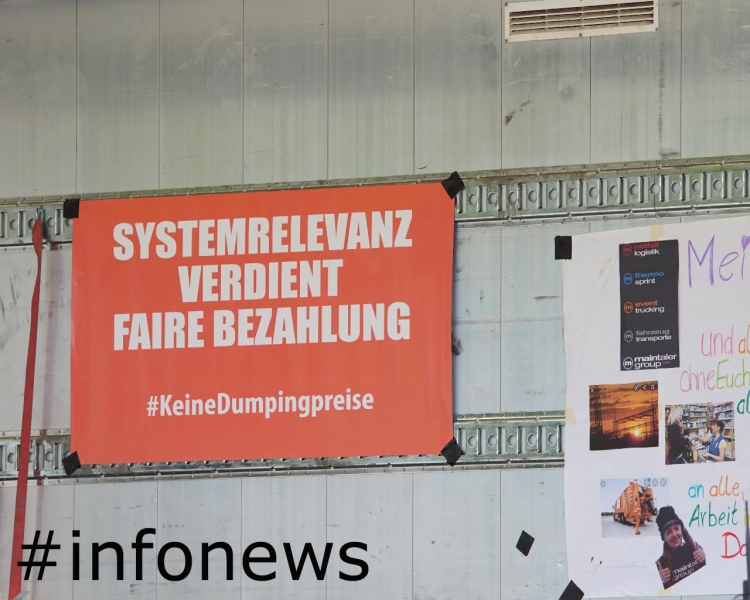 SYSTEMRELEVANZ
VERDIENT
FAIRE BEZAHLUNG
#KeineDumpingpreise
logistik
thermo
sprint
event
trucking
fahrzeug
transporte
maintaler
group
Mei
und
ohne Euch
an alle,
Arbeit
#infonews